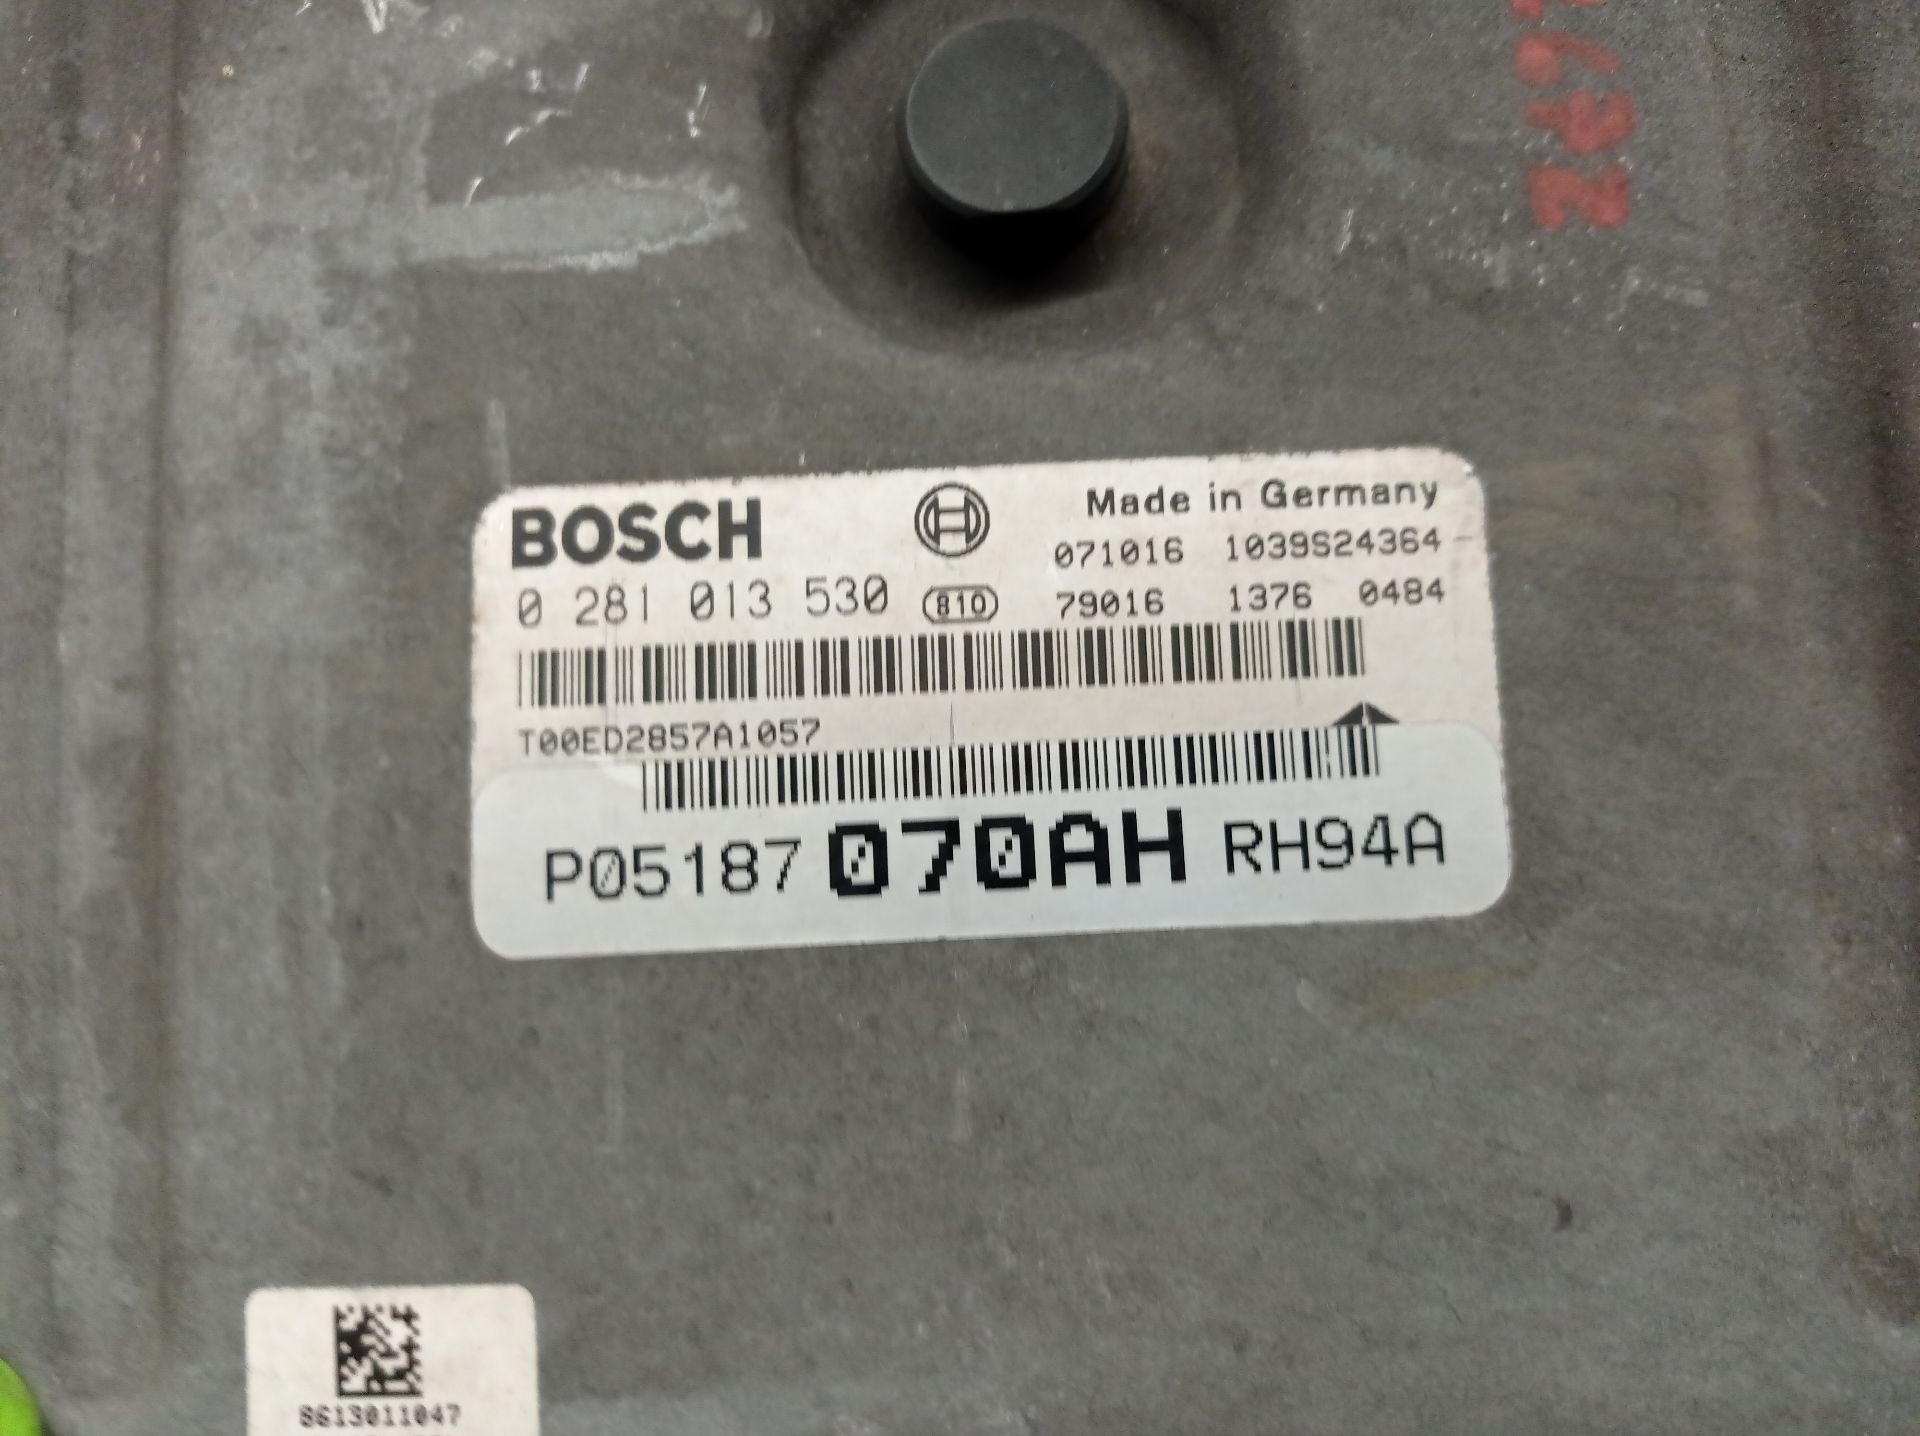 BOSCH
Made in Germany
071016 1039S24364
0 281 013 530 810 79016 1376 0484
T00ED2857A1057
P05187 070AH RH94A
8613011047